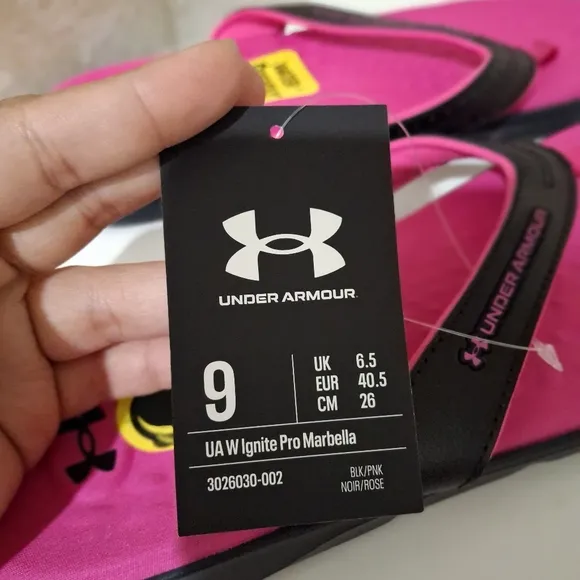 UNDER ARMOUR
9
UK 6.5
EUR 40.5
CM 26
UA W Ignite Pro Marbella
3026030-002
BLK/PNK
NOIR/ROSE
UNDER ARMOUR